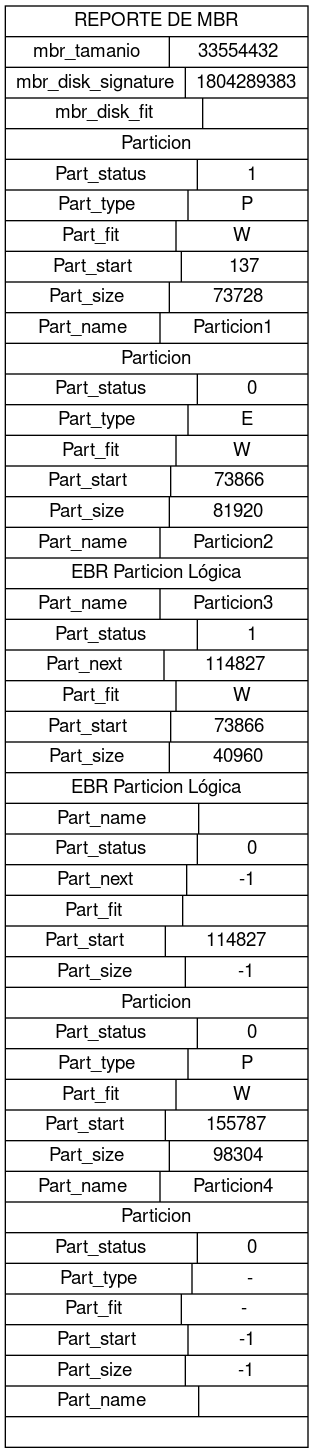 REPORTE DE MBR
mbr_tamanio 33554432
mbr_disk_signature 1804289383
mbr_disk_fit
Particion
Part_status 1
Part_type P
Part_fit W
Part_start 137
Part_size 73728
Part_name Particion1
Particion
Part_status 0
Part_type E
Part_fit W
Part_start 73866
Part_size 81920
Part_name Particion2
EBR Particion Lógica
Part_name Particion3
Part_status 1
Part_next 114827
Part_fit W
Part_start 73866
Part_size 40960
EBR Particion Lógica
Part_name
Part_status 0
Part_next -1
Part_fit
Part_start 114827
Part_size -1
Particion
Part_status 0
Part_type P
Part_fit W
Part_start 155787
Part_size 98304
Part_name Particion4
Particion
Part_status 0
Part_type -
Part_fit -
Part_start -1
Part_size -1
Part_name